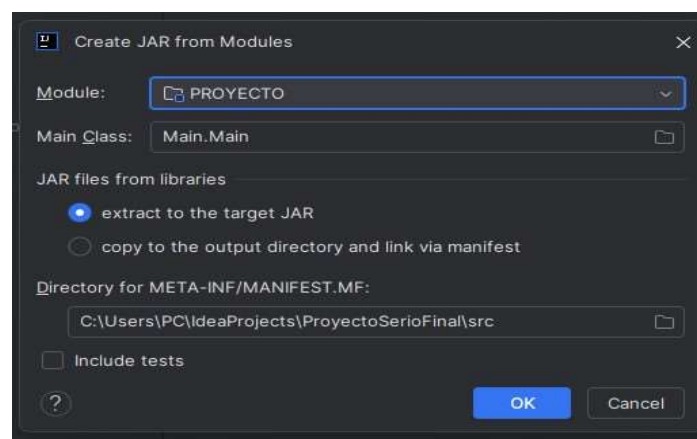 Create JAR from Modules
Module: PROYECTO
Main Class: Main.Main
JAR files from libraries
extract to the target JAR
copy to the output directory and link via manifest
Directory for META-INF/MANIFEST.MF:
C:\Users\PC\IdeaProjects\ProyectoSerioFinal\src
Include tests
? OK Cancel